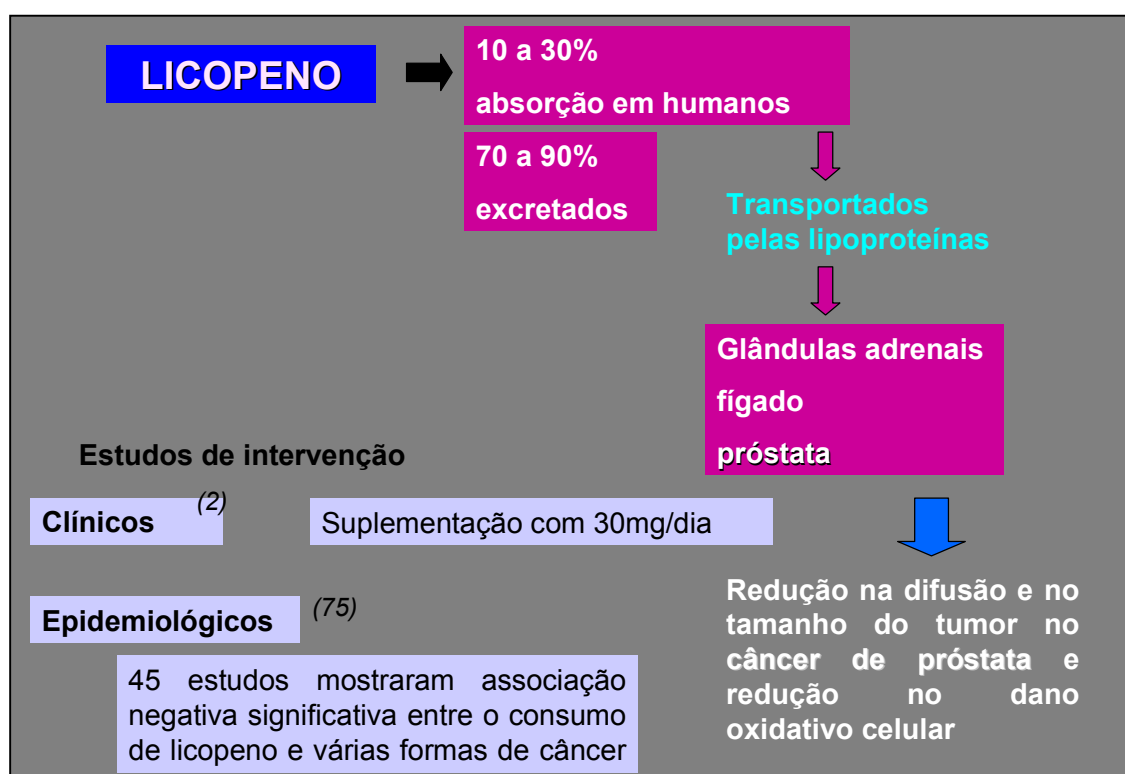 LICOPENO
10 a 30%
absorção em humanos
70 a 90%
excretados
Transportados
pelas lipoproteínas
Glândulas adrenais
fígado
próstata
Estudos de intervenção
Clínicos (2)
Suplementação com 30mg/dia
Epidemiológicos (75)
45 estudos mostraram associação
negativa significativa entre o consumo
de licopeno e várias formas de câncer
Redução na difusão e no
tamanho do tumor no
câncer de próstata e
redução no dano
oxidativo celular